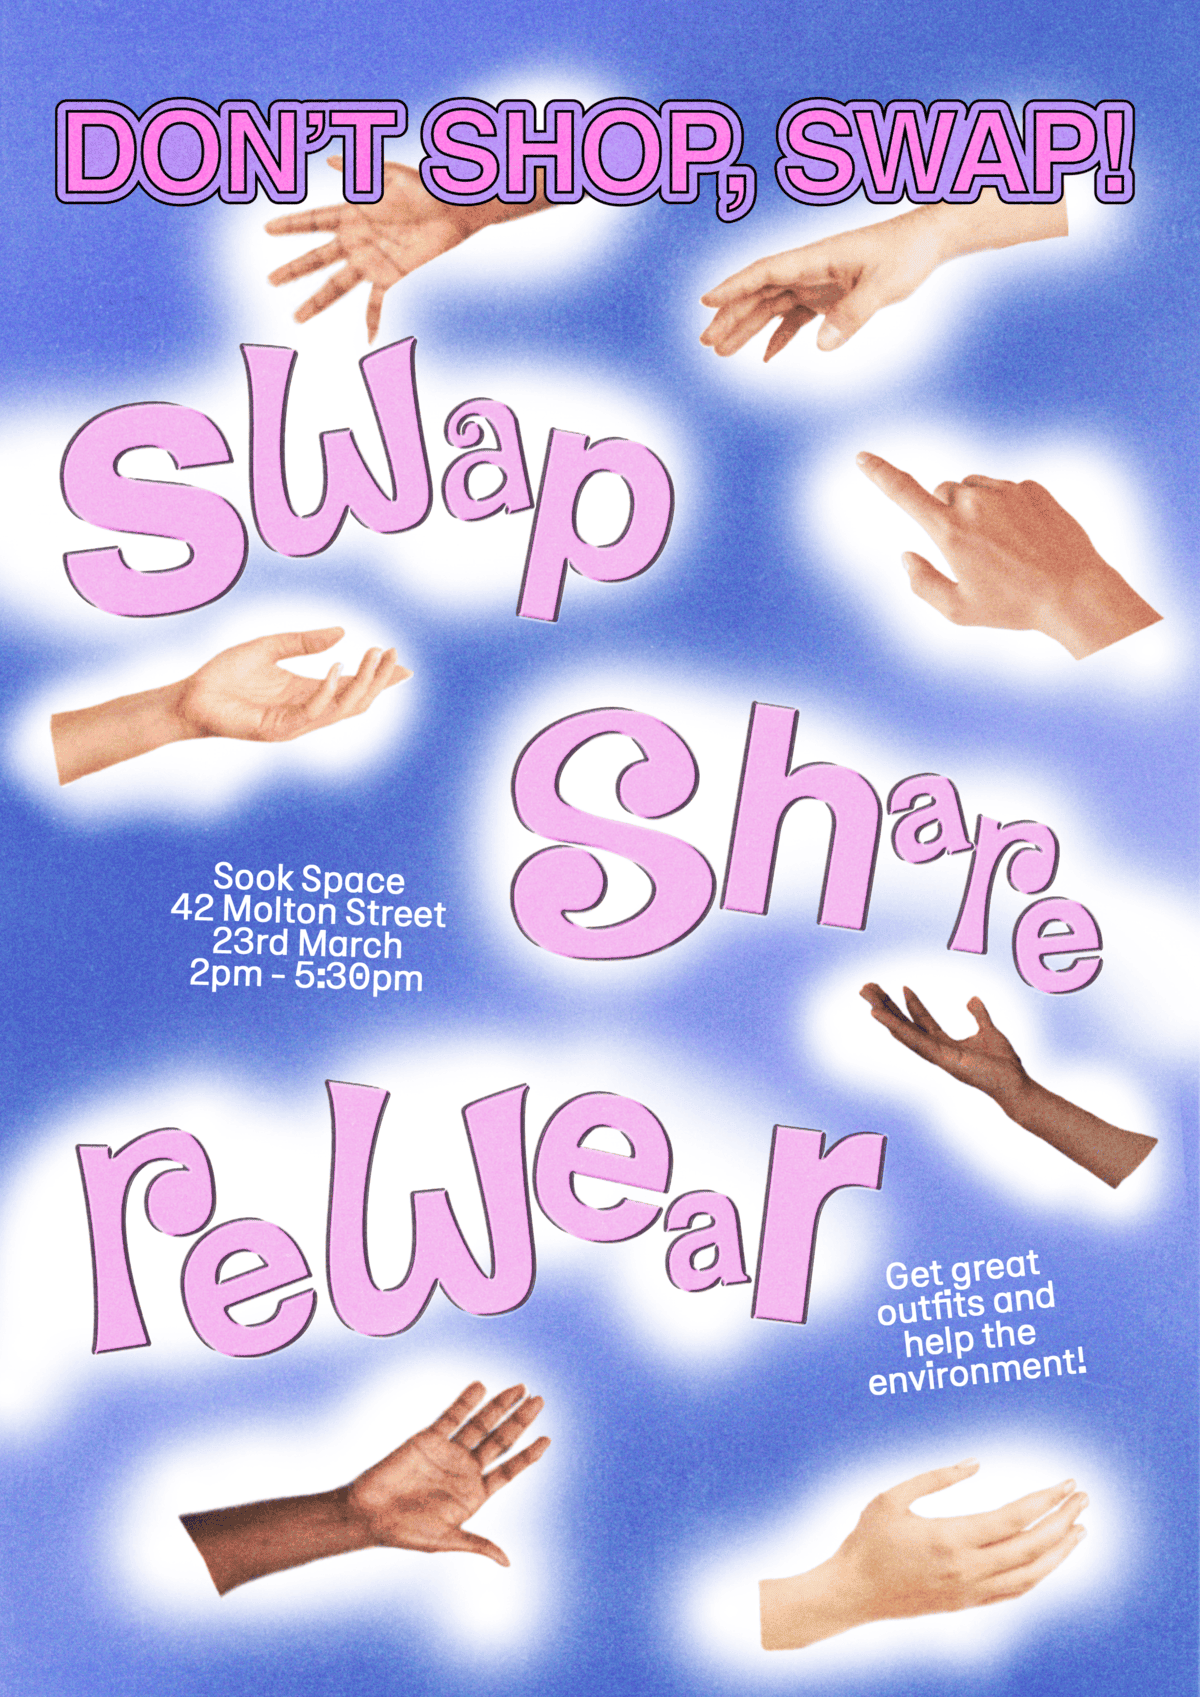 DON'T SHOP, SWAP!
swap
share
Sook Space
42 Molton Street
23rd March
2pm - 5:30pm
rewear
Get great
outfits and
help the
environment!